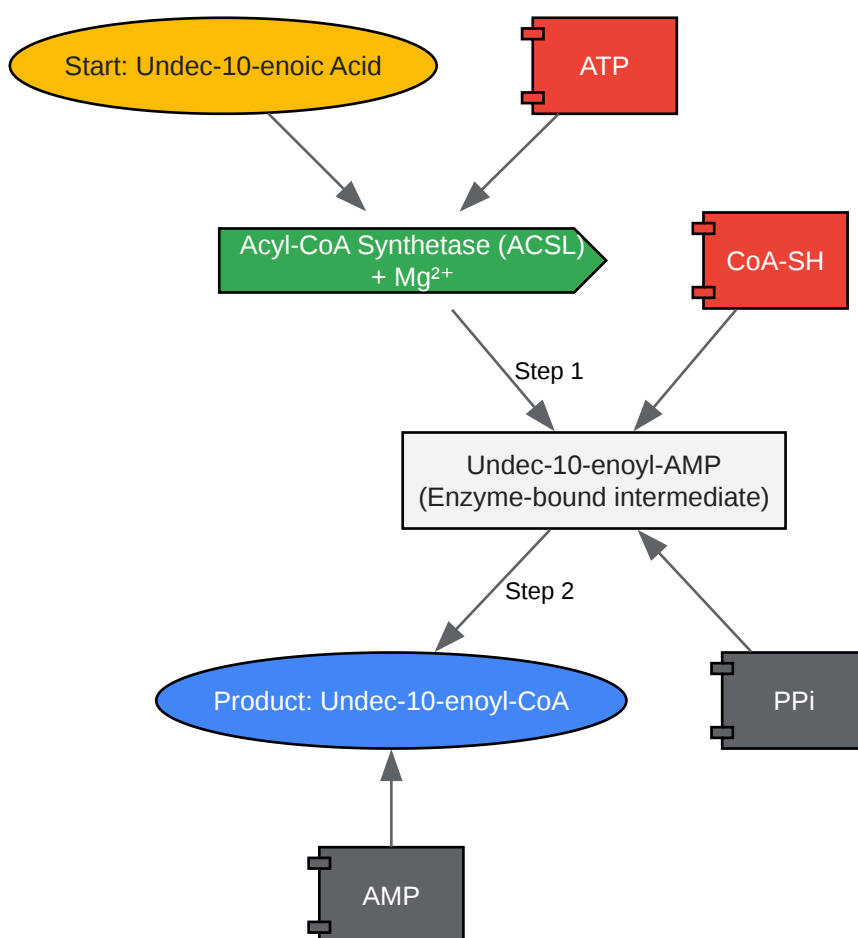 Start: Undec-10-enoic Acid
ATP
Acyl-CoA Synthetase (ACSL)
+ Mg²⁺
CoA-SH
Step 1
Undec-10-enoyl-AMP
(Enzyme-bound intermediate)
Step 2
Product: Undec-10-enoyl-CoA
PPi
AMP